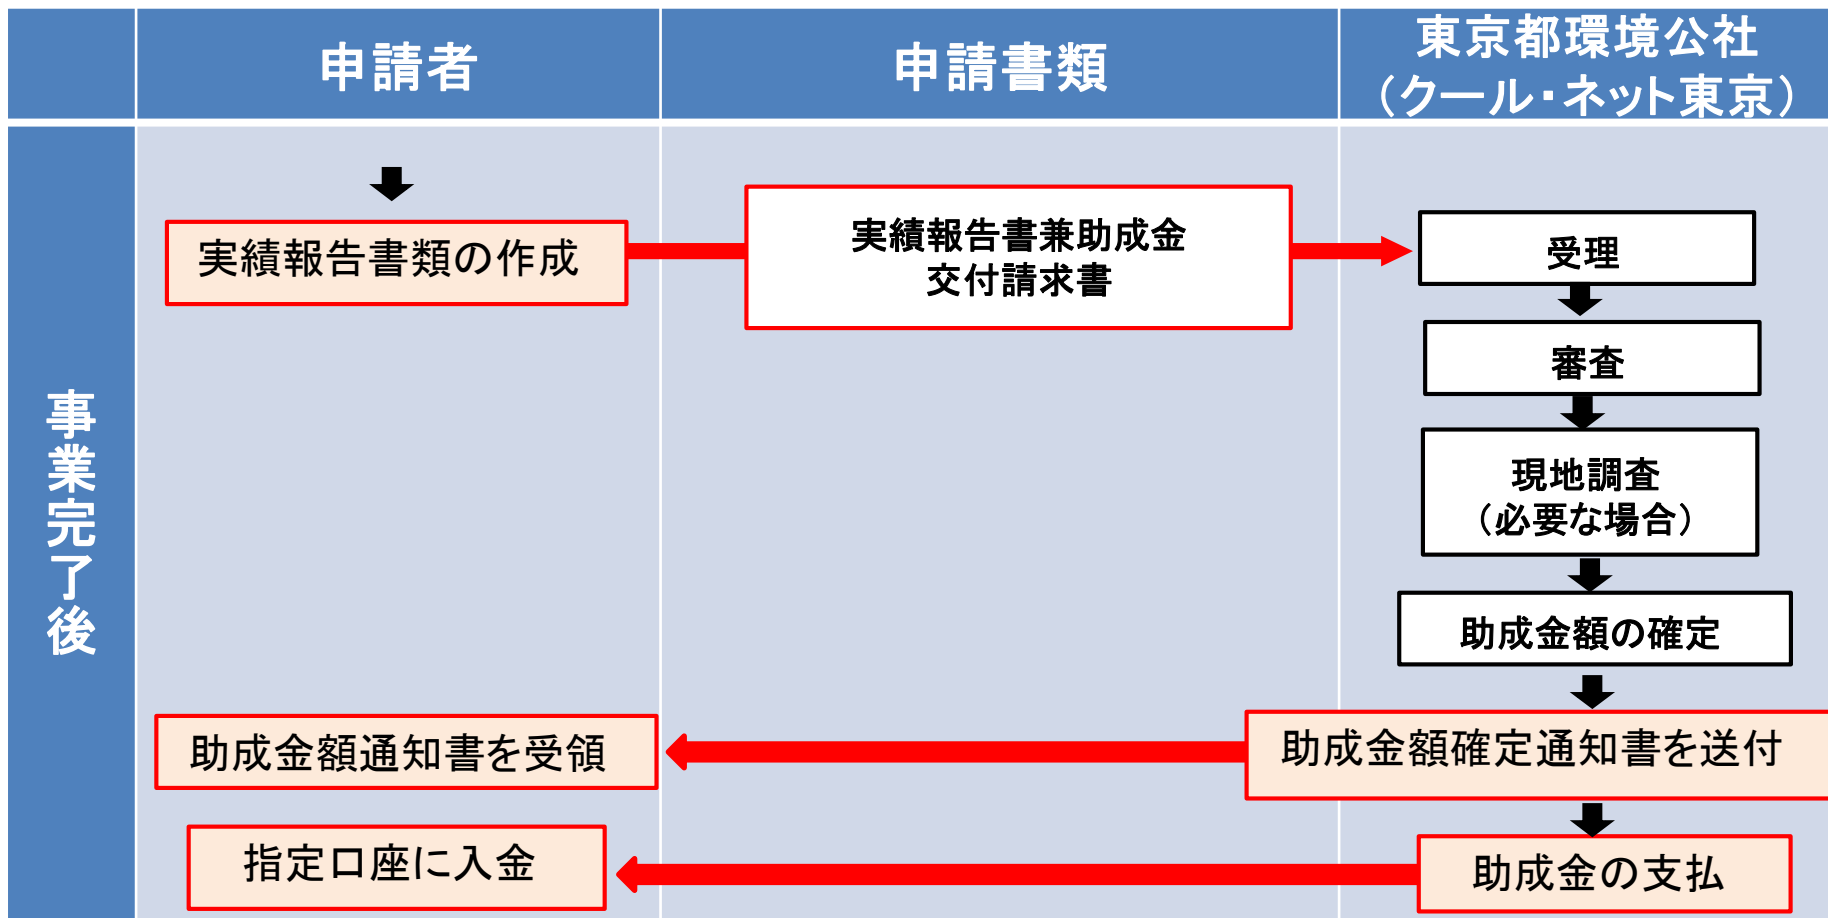 申請者
申請書類
東京都環境公社
（クール・ネット東京）
事業完了後
実績報告書類の作成
実績報告書兼助成金
交付請求書
受理
審査
現地調査
（必要な場合）
助成金額の確定
助成金額通知書を受領
助成金額確定通知書を送付
指定口座に入金
助成金の支払